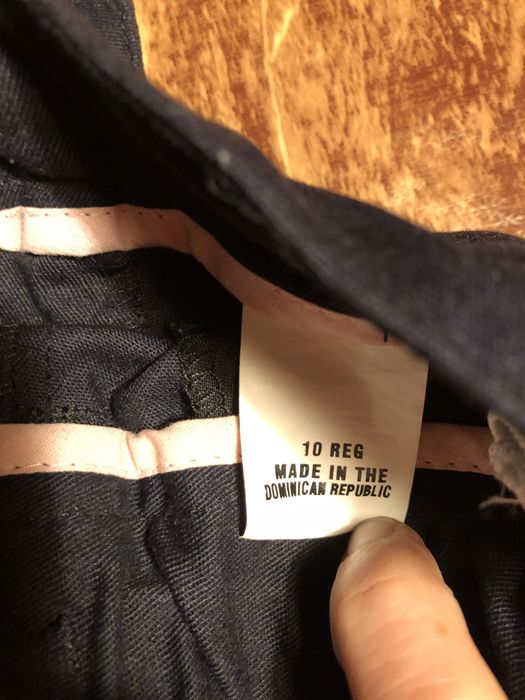 10 REG
MADE IN THE
DOMINICAN REPUBLIC